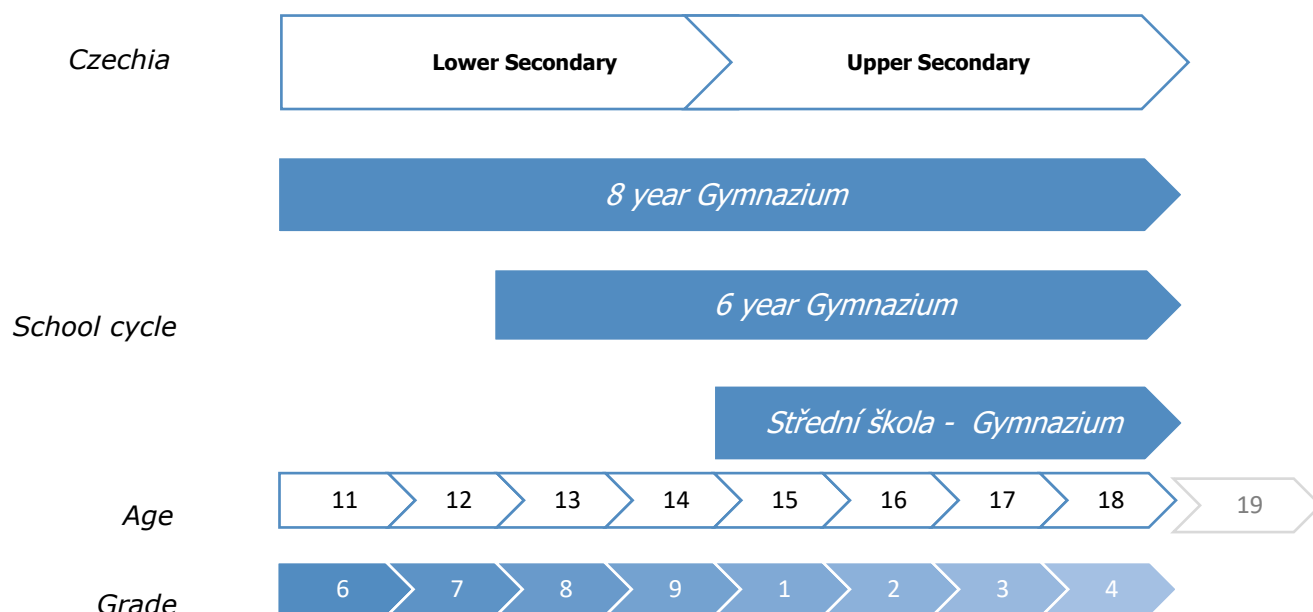 Czechia
Lower Secondary
Upper Secondary
8 year Gymnazium
School cycle
6 year Gymnazium
Střední škola - Gymnazium
Age
11 12 13 14 15 16 17 18 19
Grade
6 7 8 9 1 2 3 4